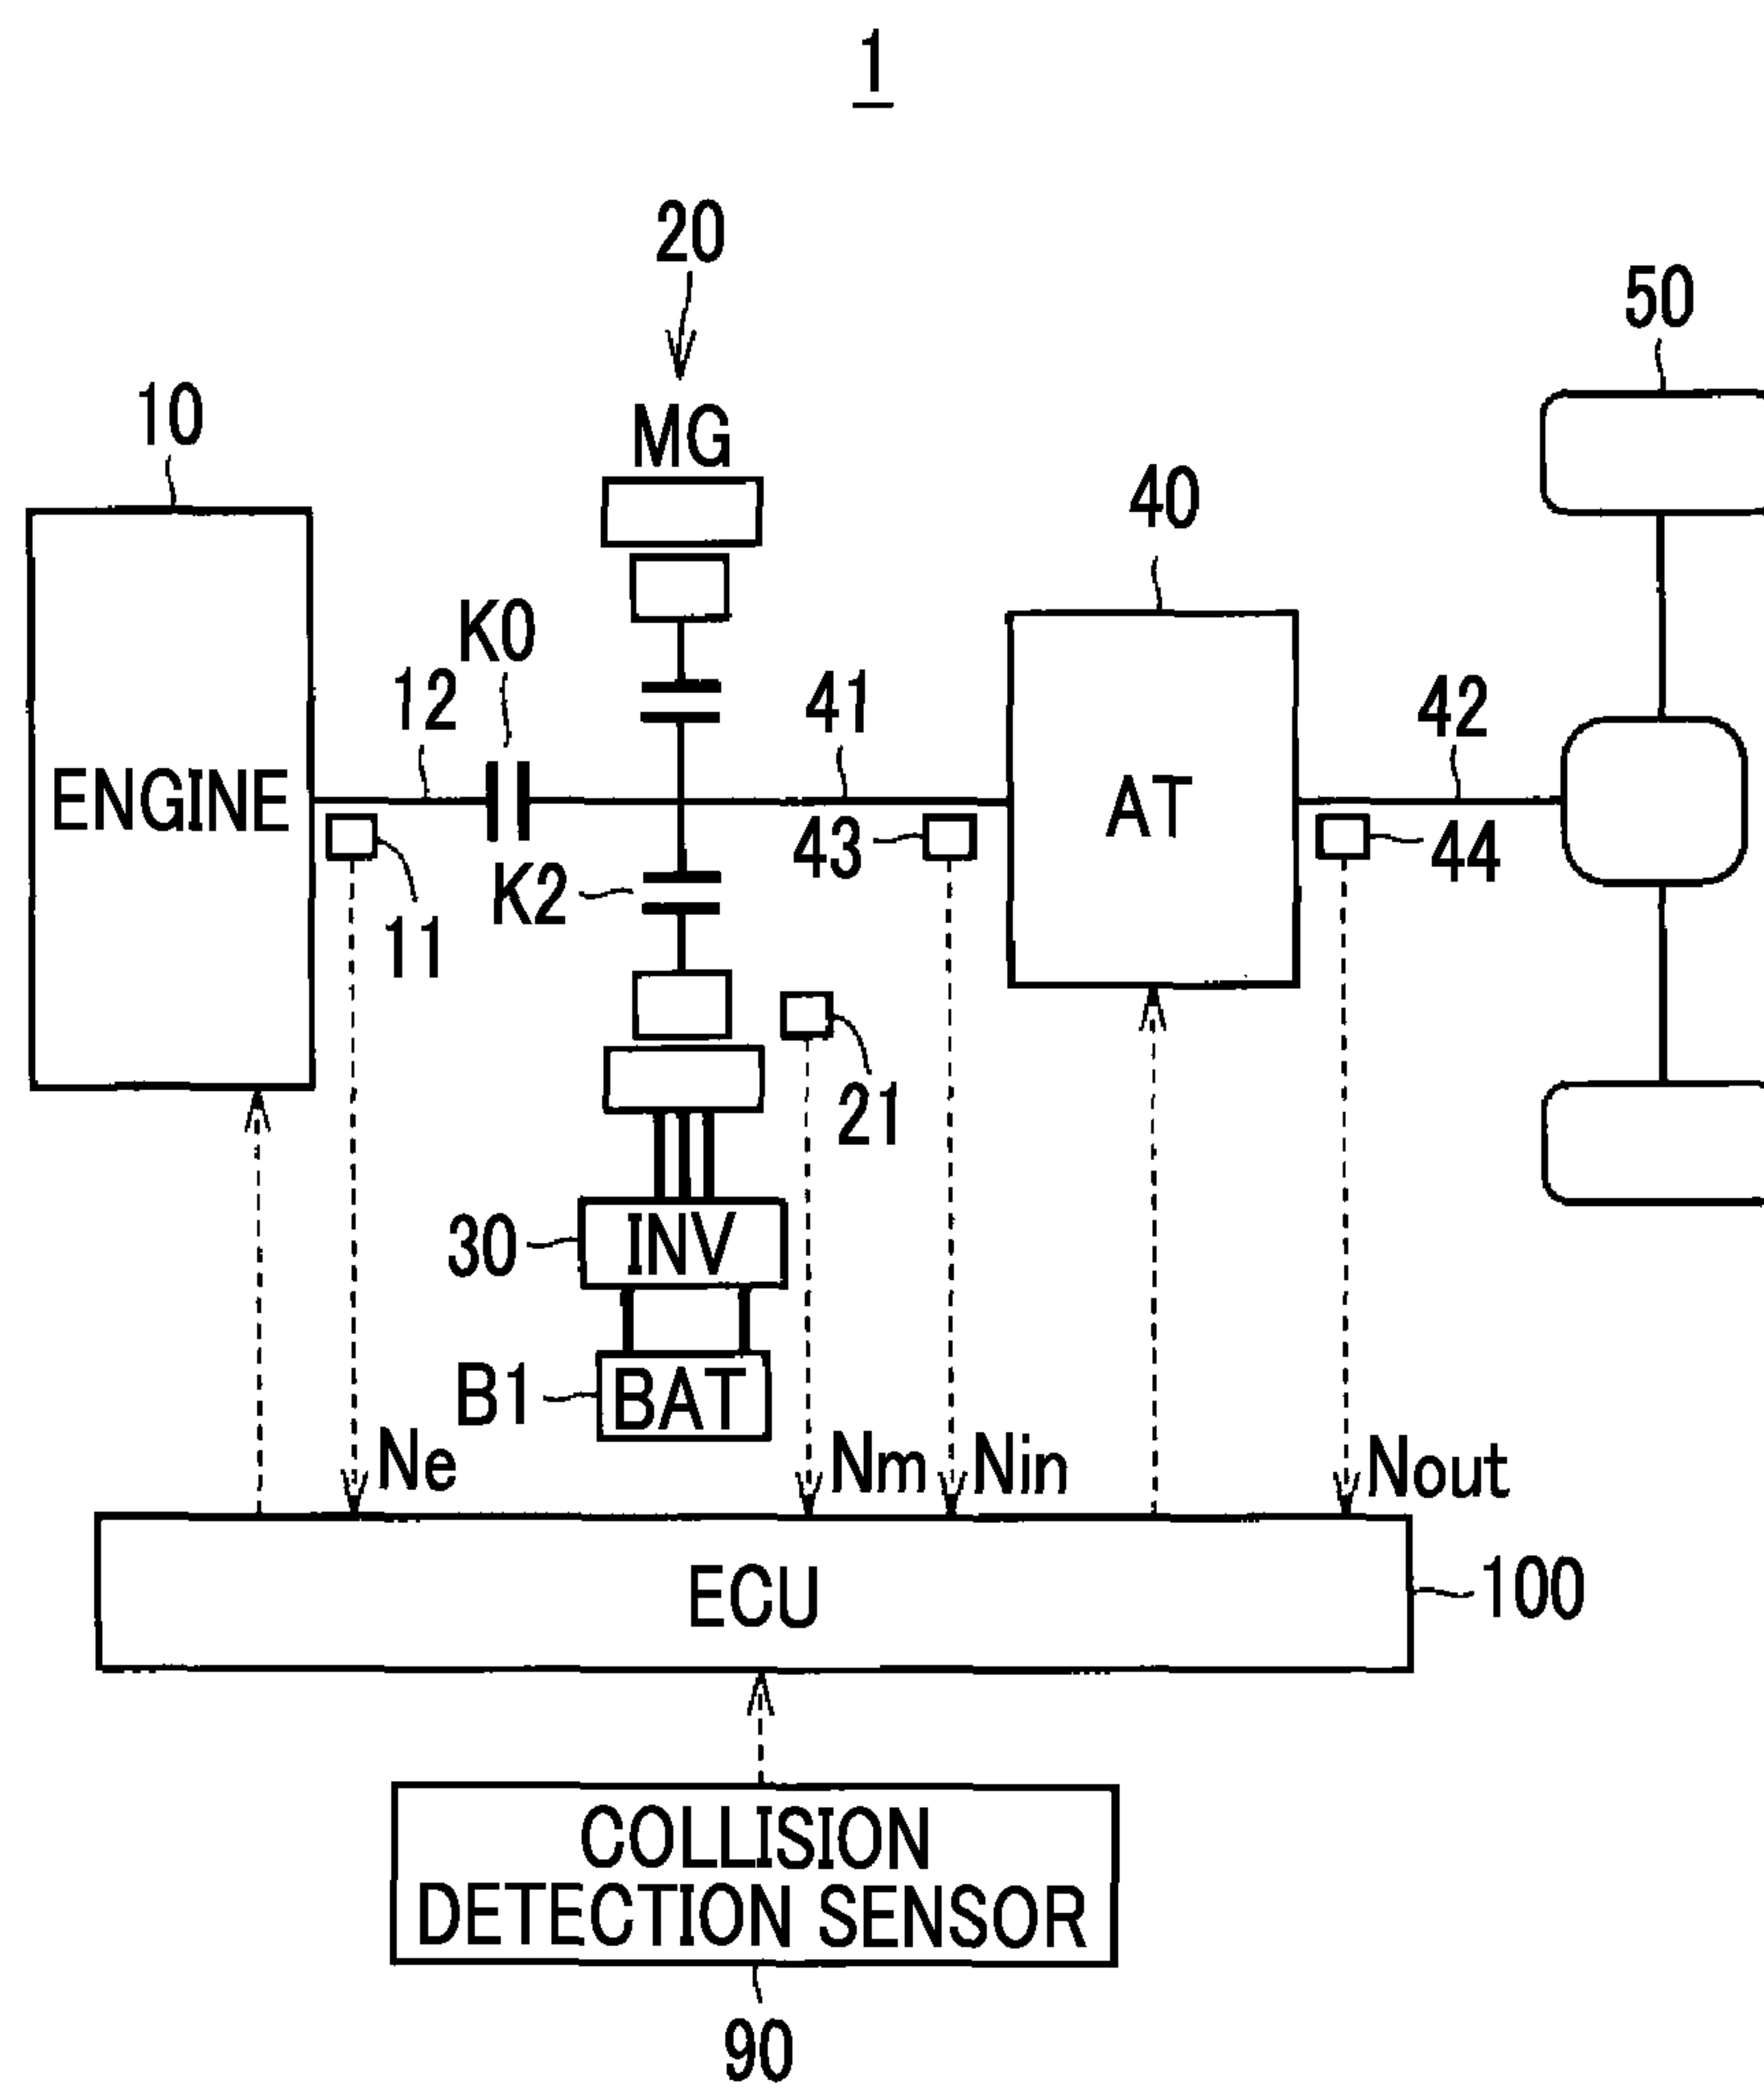 1
20
50
10
MG
40
K0
12
41
42
ENGINE
AT
43
44
K2
11
21
30
INV
B1
BAT
Ne
Nm
Nin
Nout
ECU
100
COLLISION
DETECTION SENSOR
90